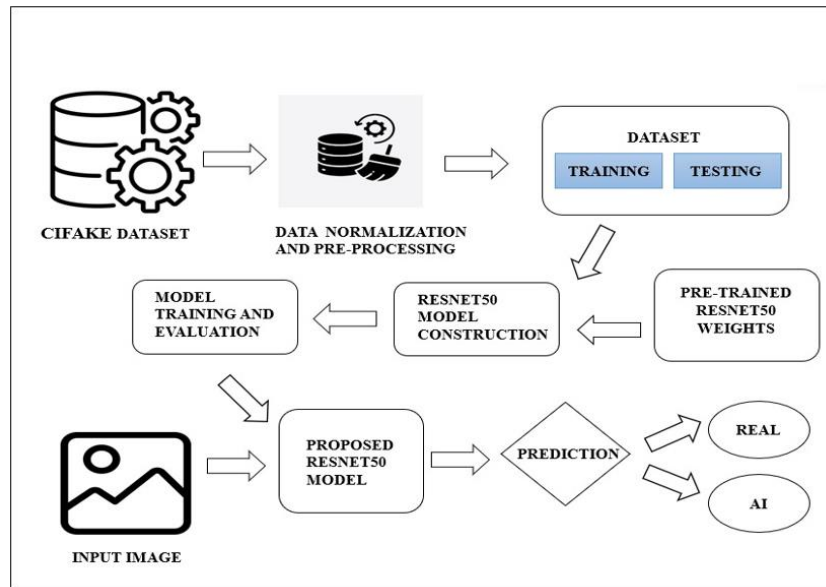 CIFAKE DATASET
DATA NORMALIZATION
AND PRE-PROCESSING
DATASET
TRAINING
TESTING
MODEL
TRAINING AND
EVALUATION
RESNET50
MODEL
CONSTRUCTION
PRE-TRAINED
RESNET50
WEIGHTS
INPUT IMAGE
PROPOSED
RESNET50
MODEL
PREDICTION
REAL
AI